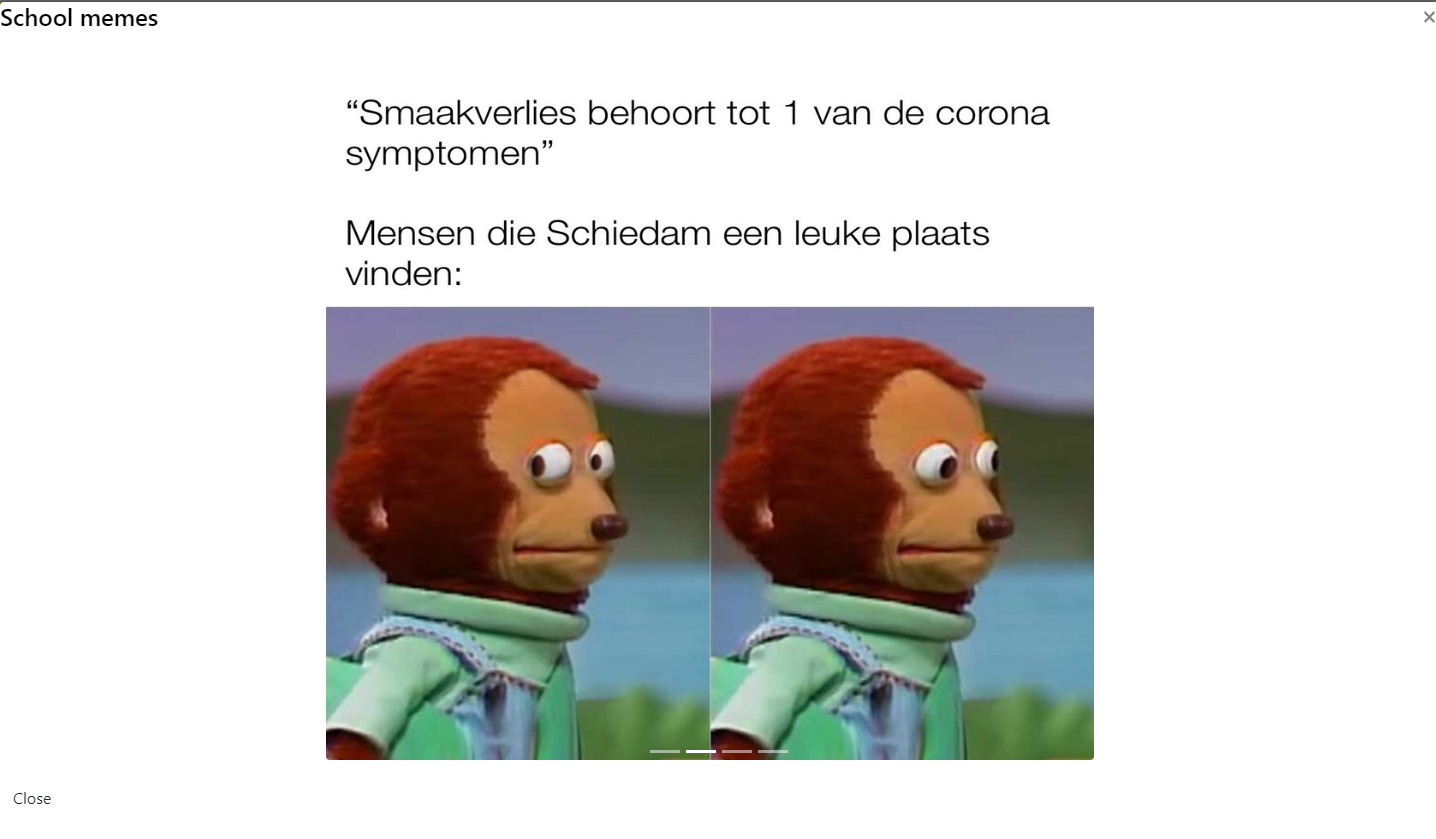 School memes
×
“Smaakverlies behoort tot 1 van de corona
symptomen”
Mensen die Schiedam een leuke plaats
vinden:
Close